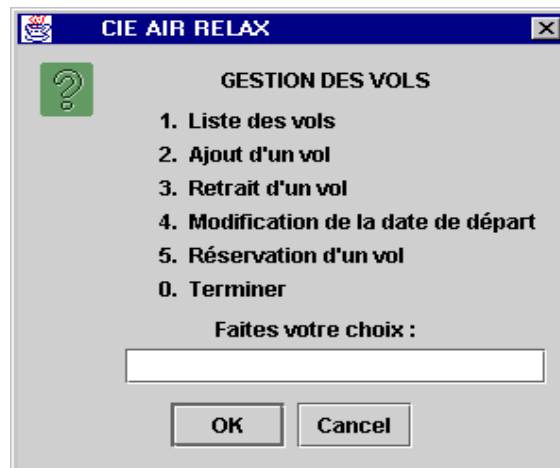 CIE AIR RELAX
GESTION DES VOLS
1. Liste des vols
2. Ajout d'un vol
3. Retrait d'un vol
4. Modification de la date de départ
5. Réservation d'un vol
0. Terminer
Faites votre choix :
OK Cancel